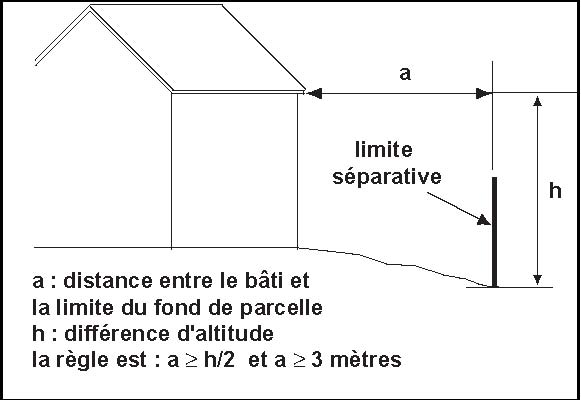 a
limite
séparative
h
a : distance entre le bâti et
la limite du fond de parcelle
h : différence d'altitude
la règle est : a ≥ h/2 et a ≥ 3 mètres